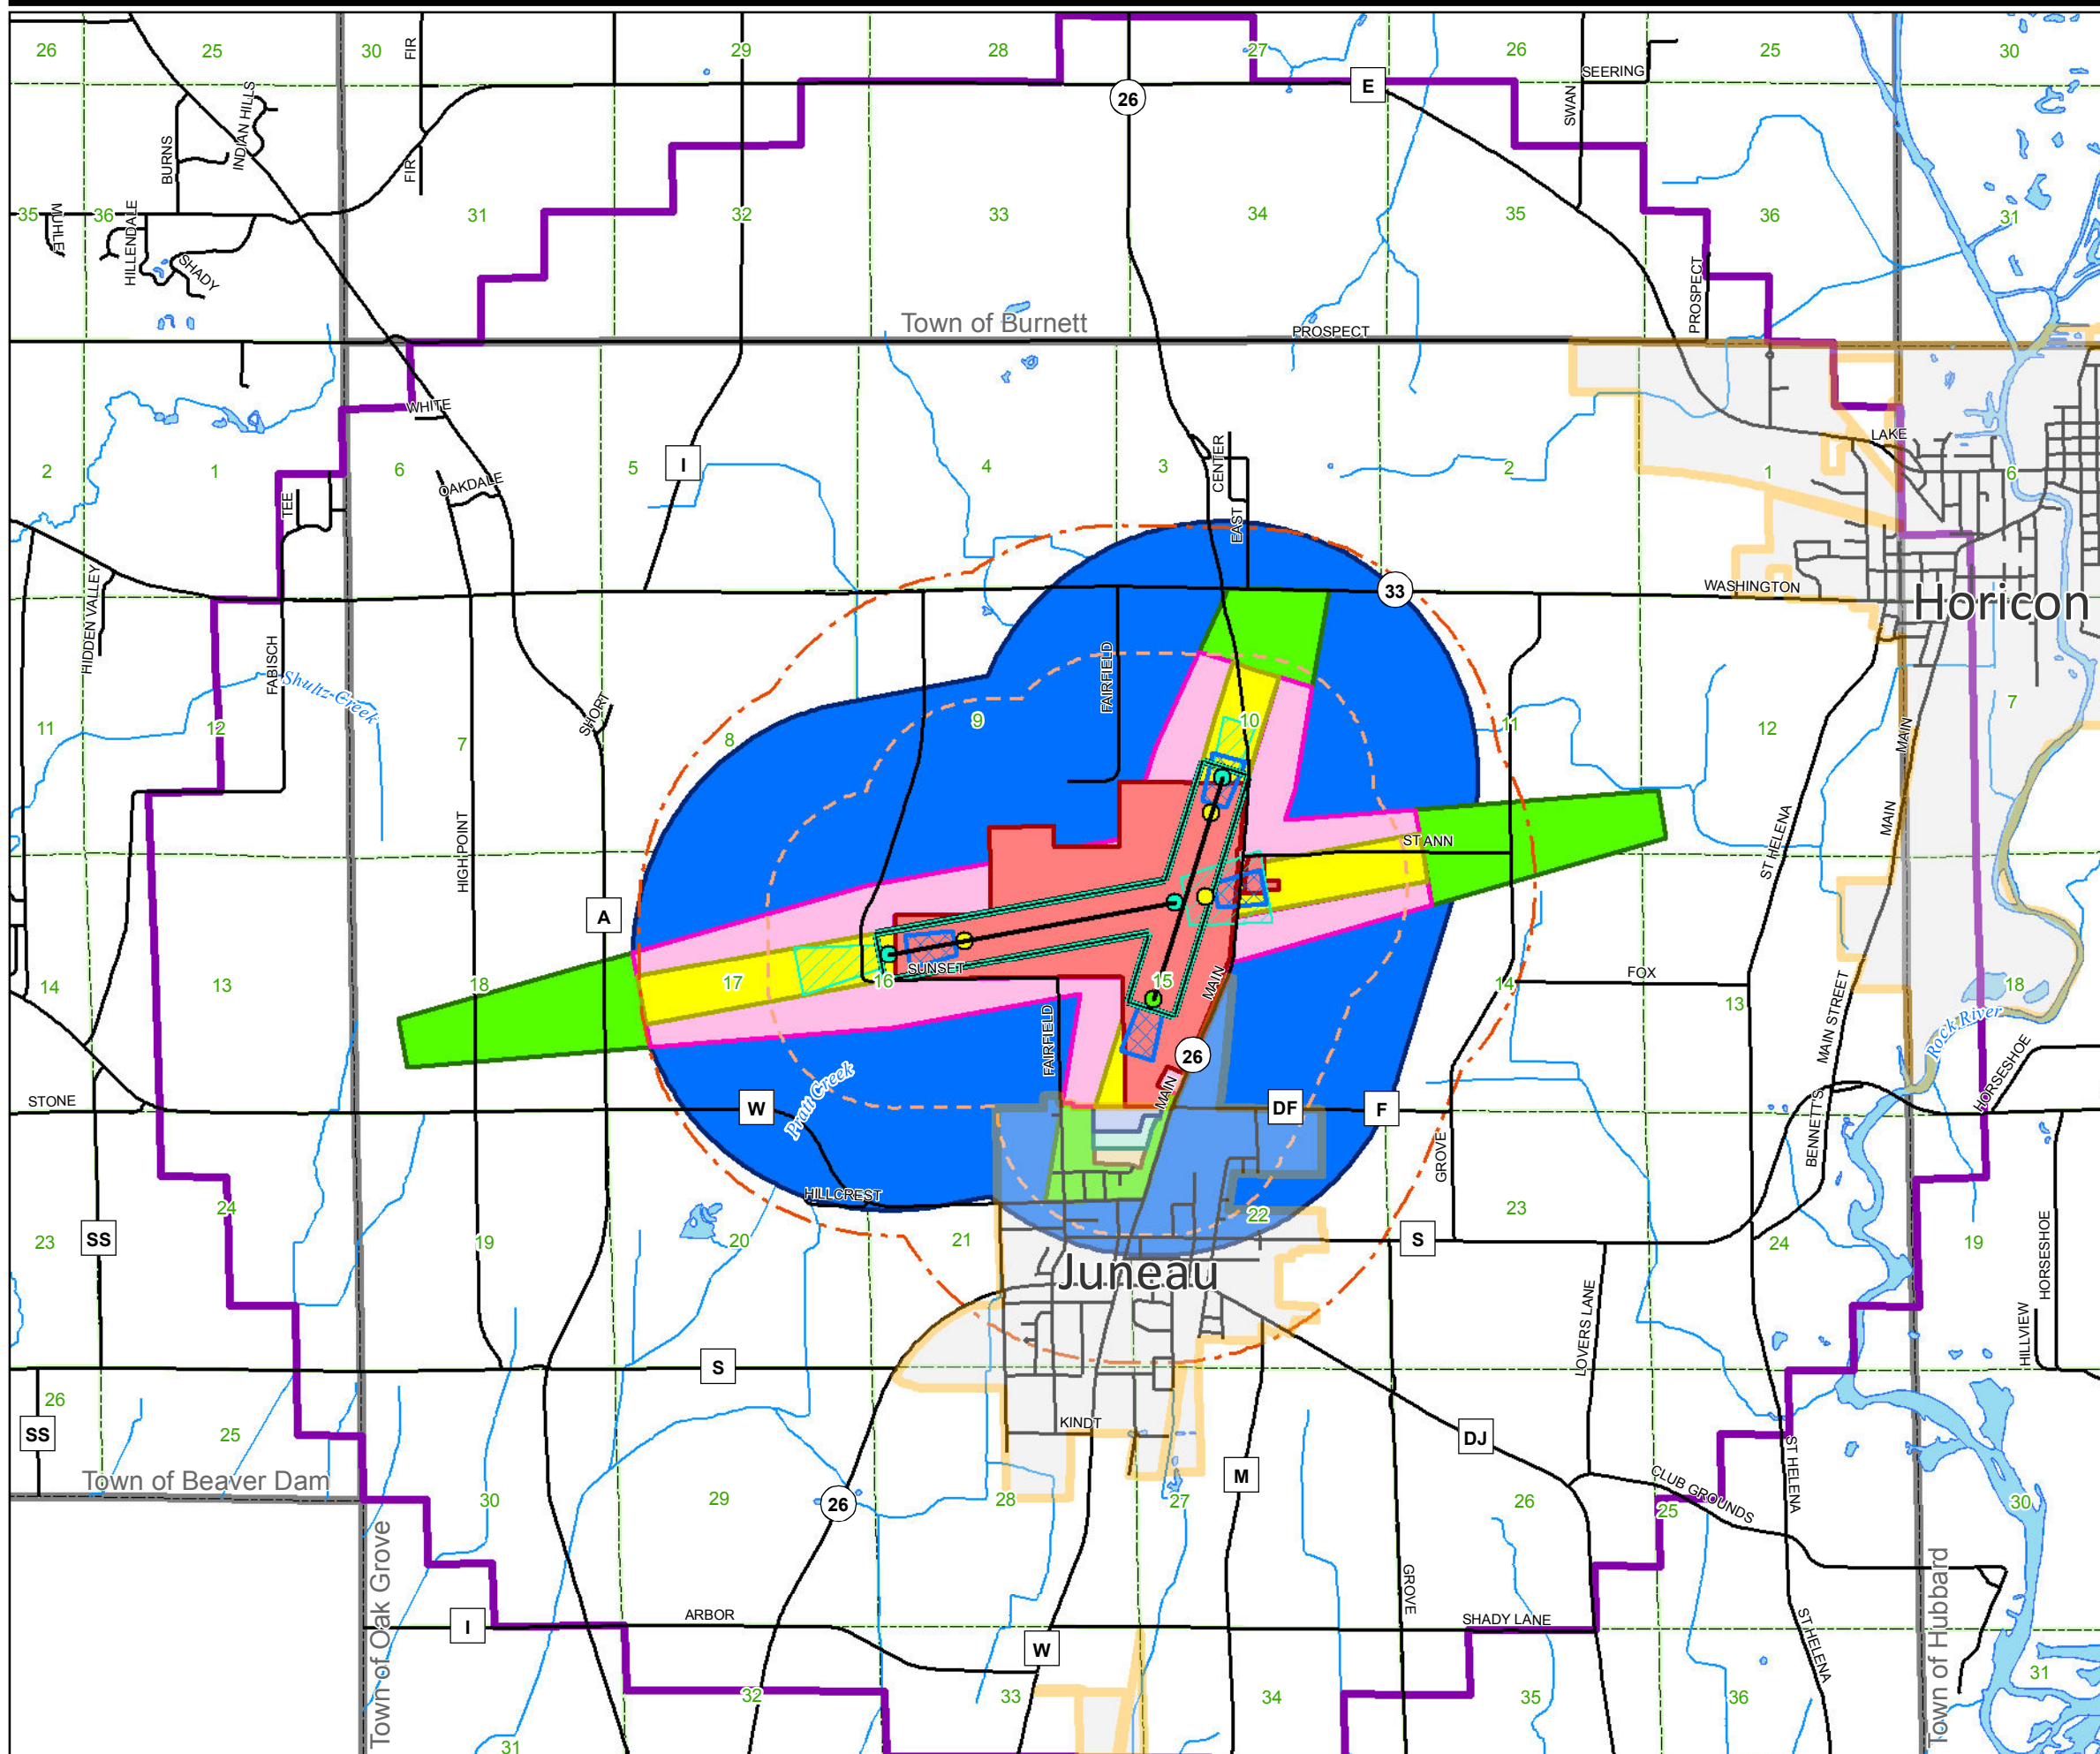 26
25
30
FIR
29
28
27
26
25
30
SEERING
E
26
SWAN
INDIAN HILLS
BURNS
FIR
35
MUHLE
36
HILLENDALE
SHADY
31
32
33
34
35
36
31
PROSPECT
Town of Burnett
PROSPECT
WHITE
LAKE
2
1
6
5
I
4
3
CENTER
2
1
6
OAKDALE
TEE
EAST
HIDDEN VALLEY
33
WASHINGTON
Horicon
FABISCH
Shultz-Creek
FAIRFIELD
11
12
7
SHORT
8
9
10
11
12
MAIN
7
HIGH POINT
MAIN
ST HELENA
ST ANN
A
14
13
18
17
16
SUNSET
15
MAIN
14
FOX
13
18
MAIN STREET
Rock River
HORSESHOE
FAIRFIELD
26
MAIN
Pratt Creek
STONE
W
DF
F
BENNETT'S
GROVE
HILLCREST
24
22
23
23
SS
19
20
21
S
24
19
HORSESHOE
Juneau
LOVERS LANE
HILLVIEW
S
26
SS
25
KINDT
DJ
M
ST HELENA
CLUB GROUNDS
Town of Beaver Dam
30
29
26
28
27
26
25
30
Town of Oak Grove
GROVE
Town of Hubbard
I
ARBOR
W
SHADY LANE
ST HELENA
32
33
34
35
36
31
31